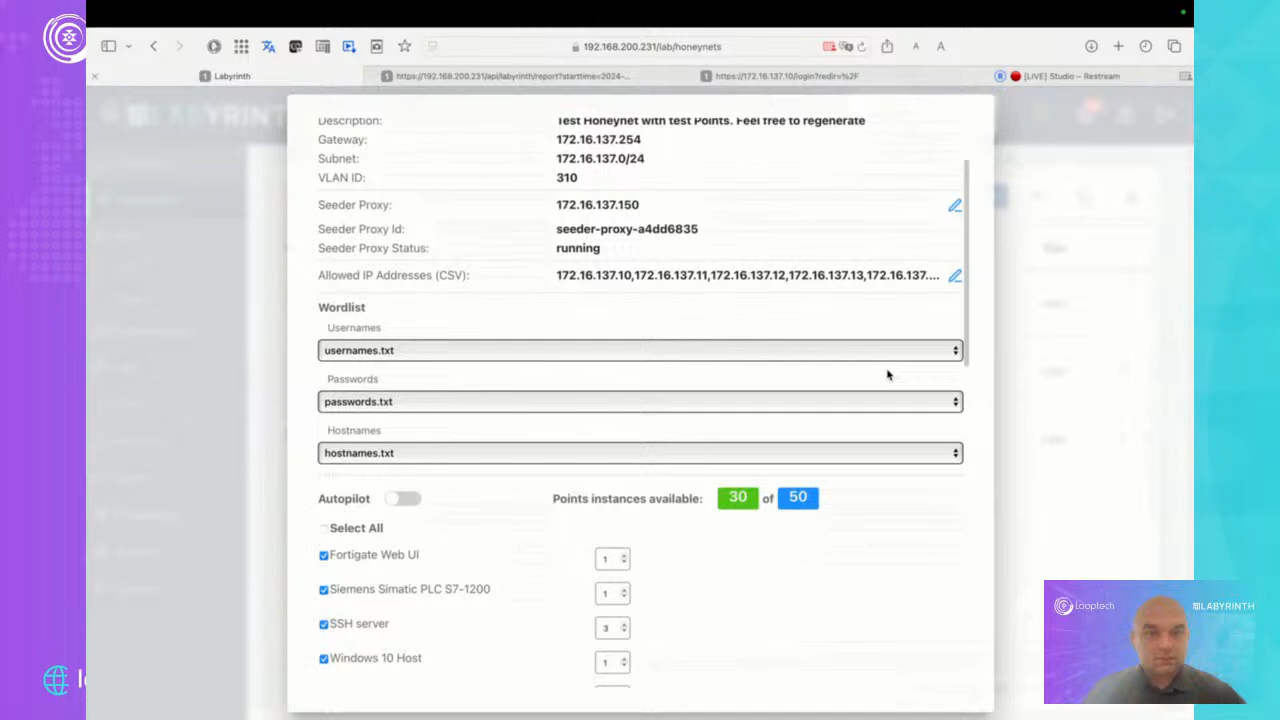 192.168.200.231/lab/honeynets
A A
1 Labyrinth
1 https://192.168.200.231/api/labyrinth/report?starttime=2024-...
1 https://172.16.137.10/login?redir=%2F
R [LIVE] Studio – Restream
LABYRINTH
Description: Test Honeynet with test Points. Feel free to regenerate
Gateway: 172.16.137.254
Subnet: 172.16.137.0/24
VLAN ID: 310
Seeder Proxy: 172.16.137.150
Seeder Proxy Id: seeder-proxy-a4dd6835
Seeder Proxy Status: running
Allowed IP Addresses (CSV): 172.16.137.10,172.16.137.11,172.16.137.12,172.16.137.13,172.16.137....
Wordlist
Usernames
usernames.txt
Passwords
passwords.txt
Hostnames
hostnames.txt
Autopilot Points instances available: 30 of 50
Select All
Fortigate Web UI 1
Siemens Simatic PLC S7-1200 1
SSH server 3
Windows 10 Host 1
Looptech LABYRINTH